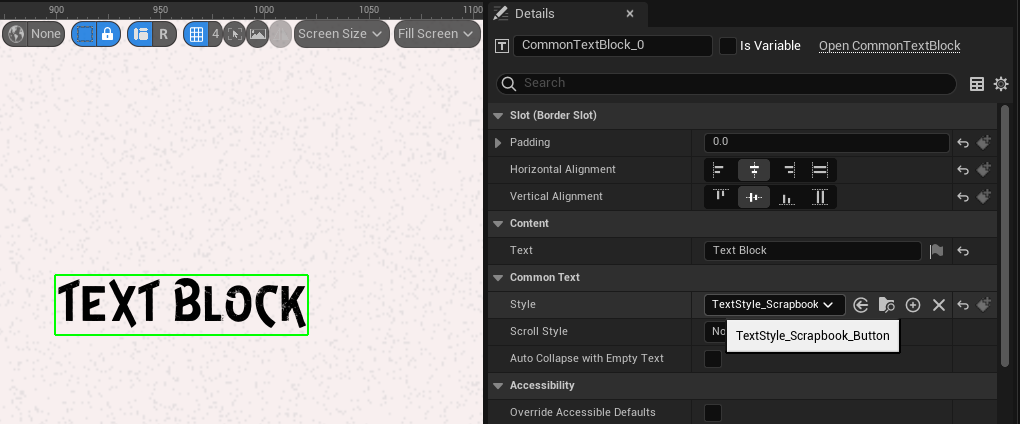 900 950 1000 1050 1100
None R 4 Screen Size Fill Screen
TEXT BLOCK
Details
CommonTextBlock_0 Is Variable Open CommonTextBlock
Search
Slot (Border Slot)
Padding 0.0
Horizontal Alignment
Vertical Alignment
Content
Text Text Block
Common Text
Style TextStyle_Scrapbook
Scroll Style No
TextStyle_Scrapbook_Button
Auto Collapse with Empty Text
Accessibility
Override Accessible Defaults